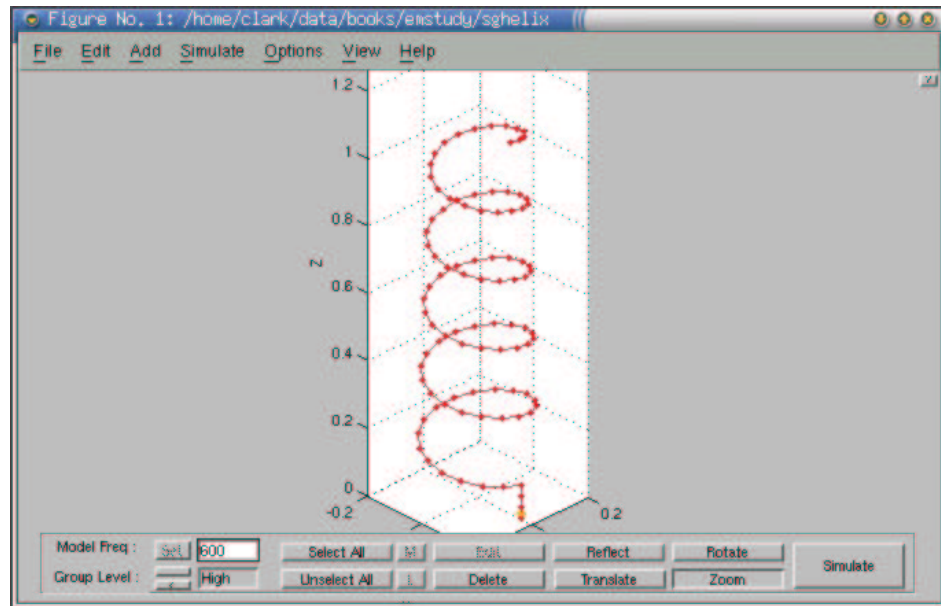 Figure No. 1: /home/clark/data/books/emstudy/sghelix
File Edit Add Simulate Options View Help
1.2
1
0.8
Z
0.6
0.4
0.2
0
-0.2
0.2
Model Freq : Set 600 Select All M Edit Reflect Rotate
Simulate
Group Level : High Unselect All L Delete Translate Zoom